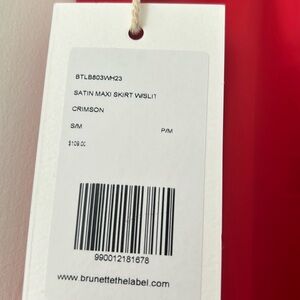 BTLB803WH23
SATIN MAXI SKIRT W/SLIT
CRIMSON
S/M P/M
$109.00
990012181678
www.brunettethelabel.com